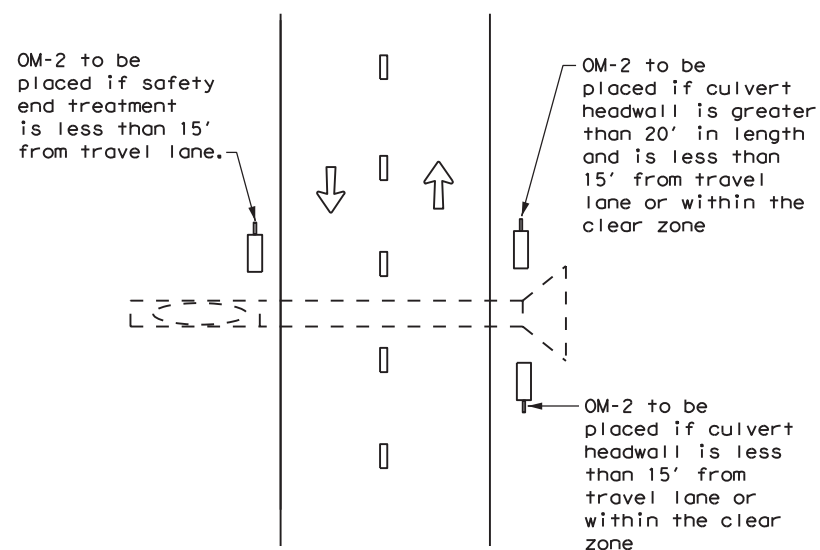 OM-2 to be
placed if safety
end treatment
is less than 15'
from travel lane.
OM-2 to be
placed if culvert
headwall is greater
than 20' in length
and is less than
15' from travel
lane or within the
clear zone
OM-2 to be
placed if culvert
headwall is less
than 15' from
travel lane or
within the clear
zone